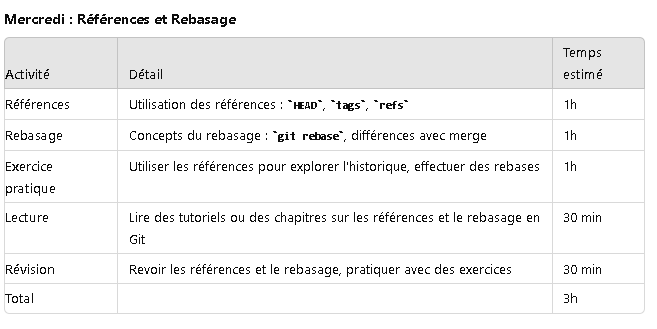 Mercredi : Références et Rebasage
Activité Détail Temps estimé
Références Utilisation des références : `HEAD`, `tags`, `refs` 1h
Rebasage Concepts du rebasage : `git rebase`, différences avec merge 1h
Exercice pratique Utiliser les références pour explorer l'historique, effectuer des rebases 1h
Lecture Lire des tutoriels ou des chapitres sur les références et le rebasage en Git 30 min
Révision Revoir les références et le rebasage, pratiquer avec des exercices 30 min
Total 3h